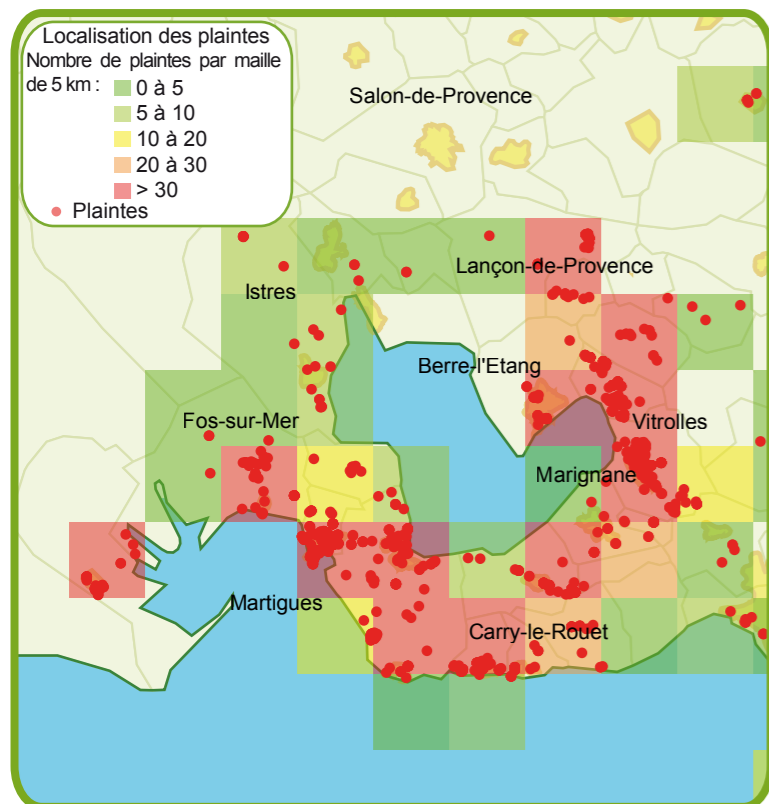 Localisation des plaintes
Nombre de plaintes par maille
de 5 km :
0 à 5
5 à 10
10 à 20
20 à 30
> 30
Plaintes
Salon-de-Provence
Lançon-de-Provence
Istres
Berre-l'Etang
Fos-sur-Mer
Vitrolles
Marignane
Martigues
Carry-le-Rouet